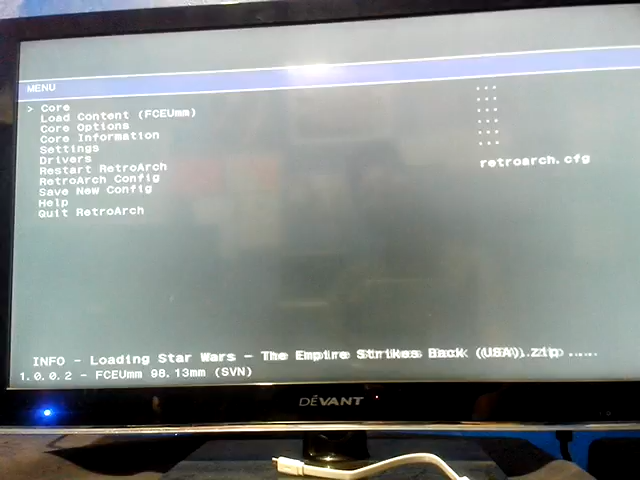 MENU
> Core ...
Load Content (FCEUmm) ...
Core Options ...
Core Information ...
Settings ...
Drivers ...
Restart RetroArch
RetroArch Config retroarch.cfg
Save New Config
Help
Quit RetroArch
INFO - Loading Star Wars - The Empire Strikes Back (USA).zip ...
1.0.0.2 - FCEUmm 98.13mm (SVN)
DEVANT